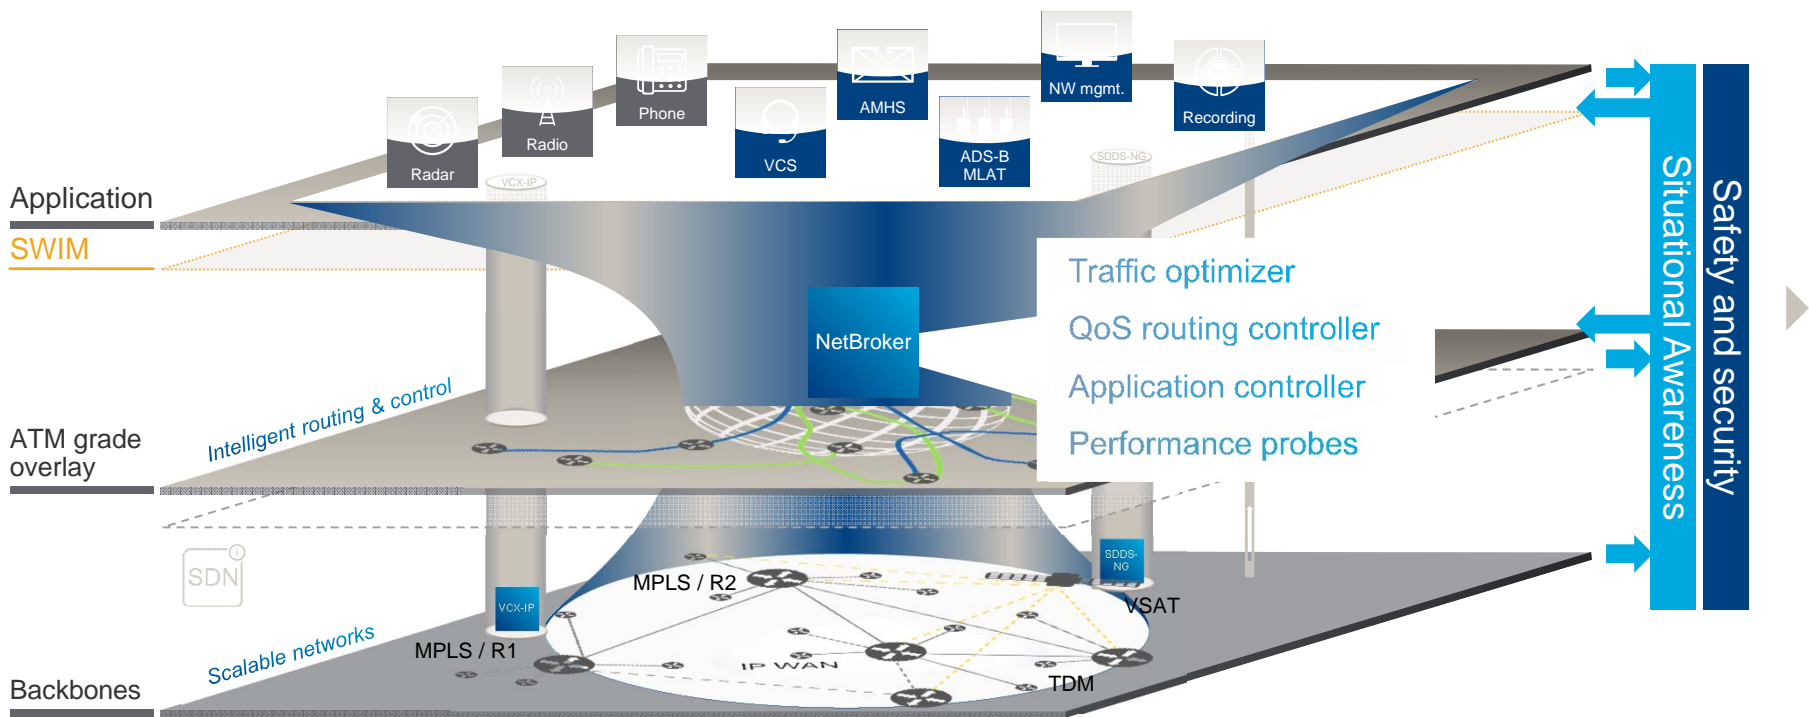 NW mgmt.
AMHS
Phone
Recording
Radio
VCS
ADS-B
MLAT
Radar
SDDS-NG
VCX-IP
Application
SWIM
Traffic optimizer
QoS routing controller
Application controller
Performance probes
NetBroker
Intelligent routing & control
ATM grade
overlay
SDN
i
SDDS-
NG
MPLS / R2
VSAT
VCX-IP
MPLS / R1
IP WAN
TDM
Scalable networks
Backbones
Situational Awareness
Safety and security